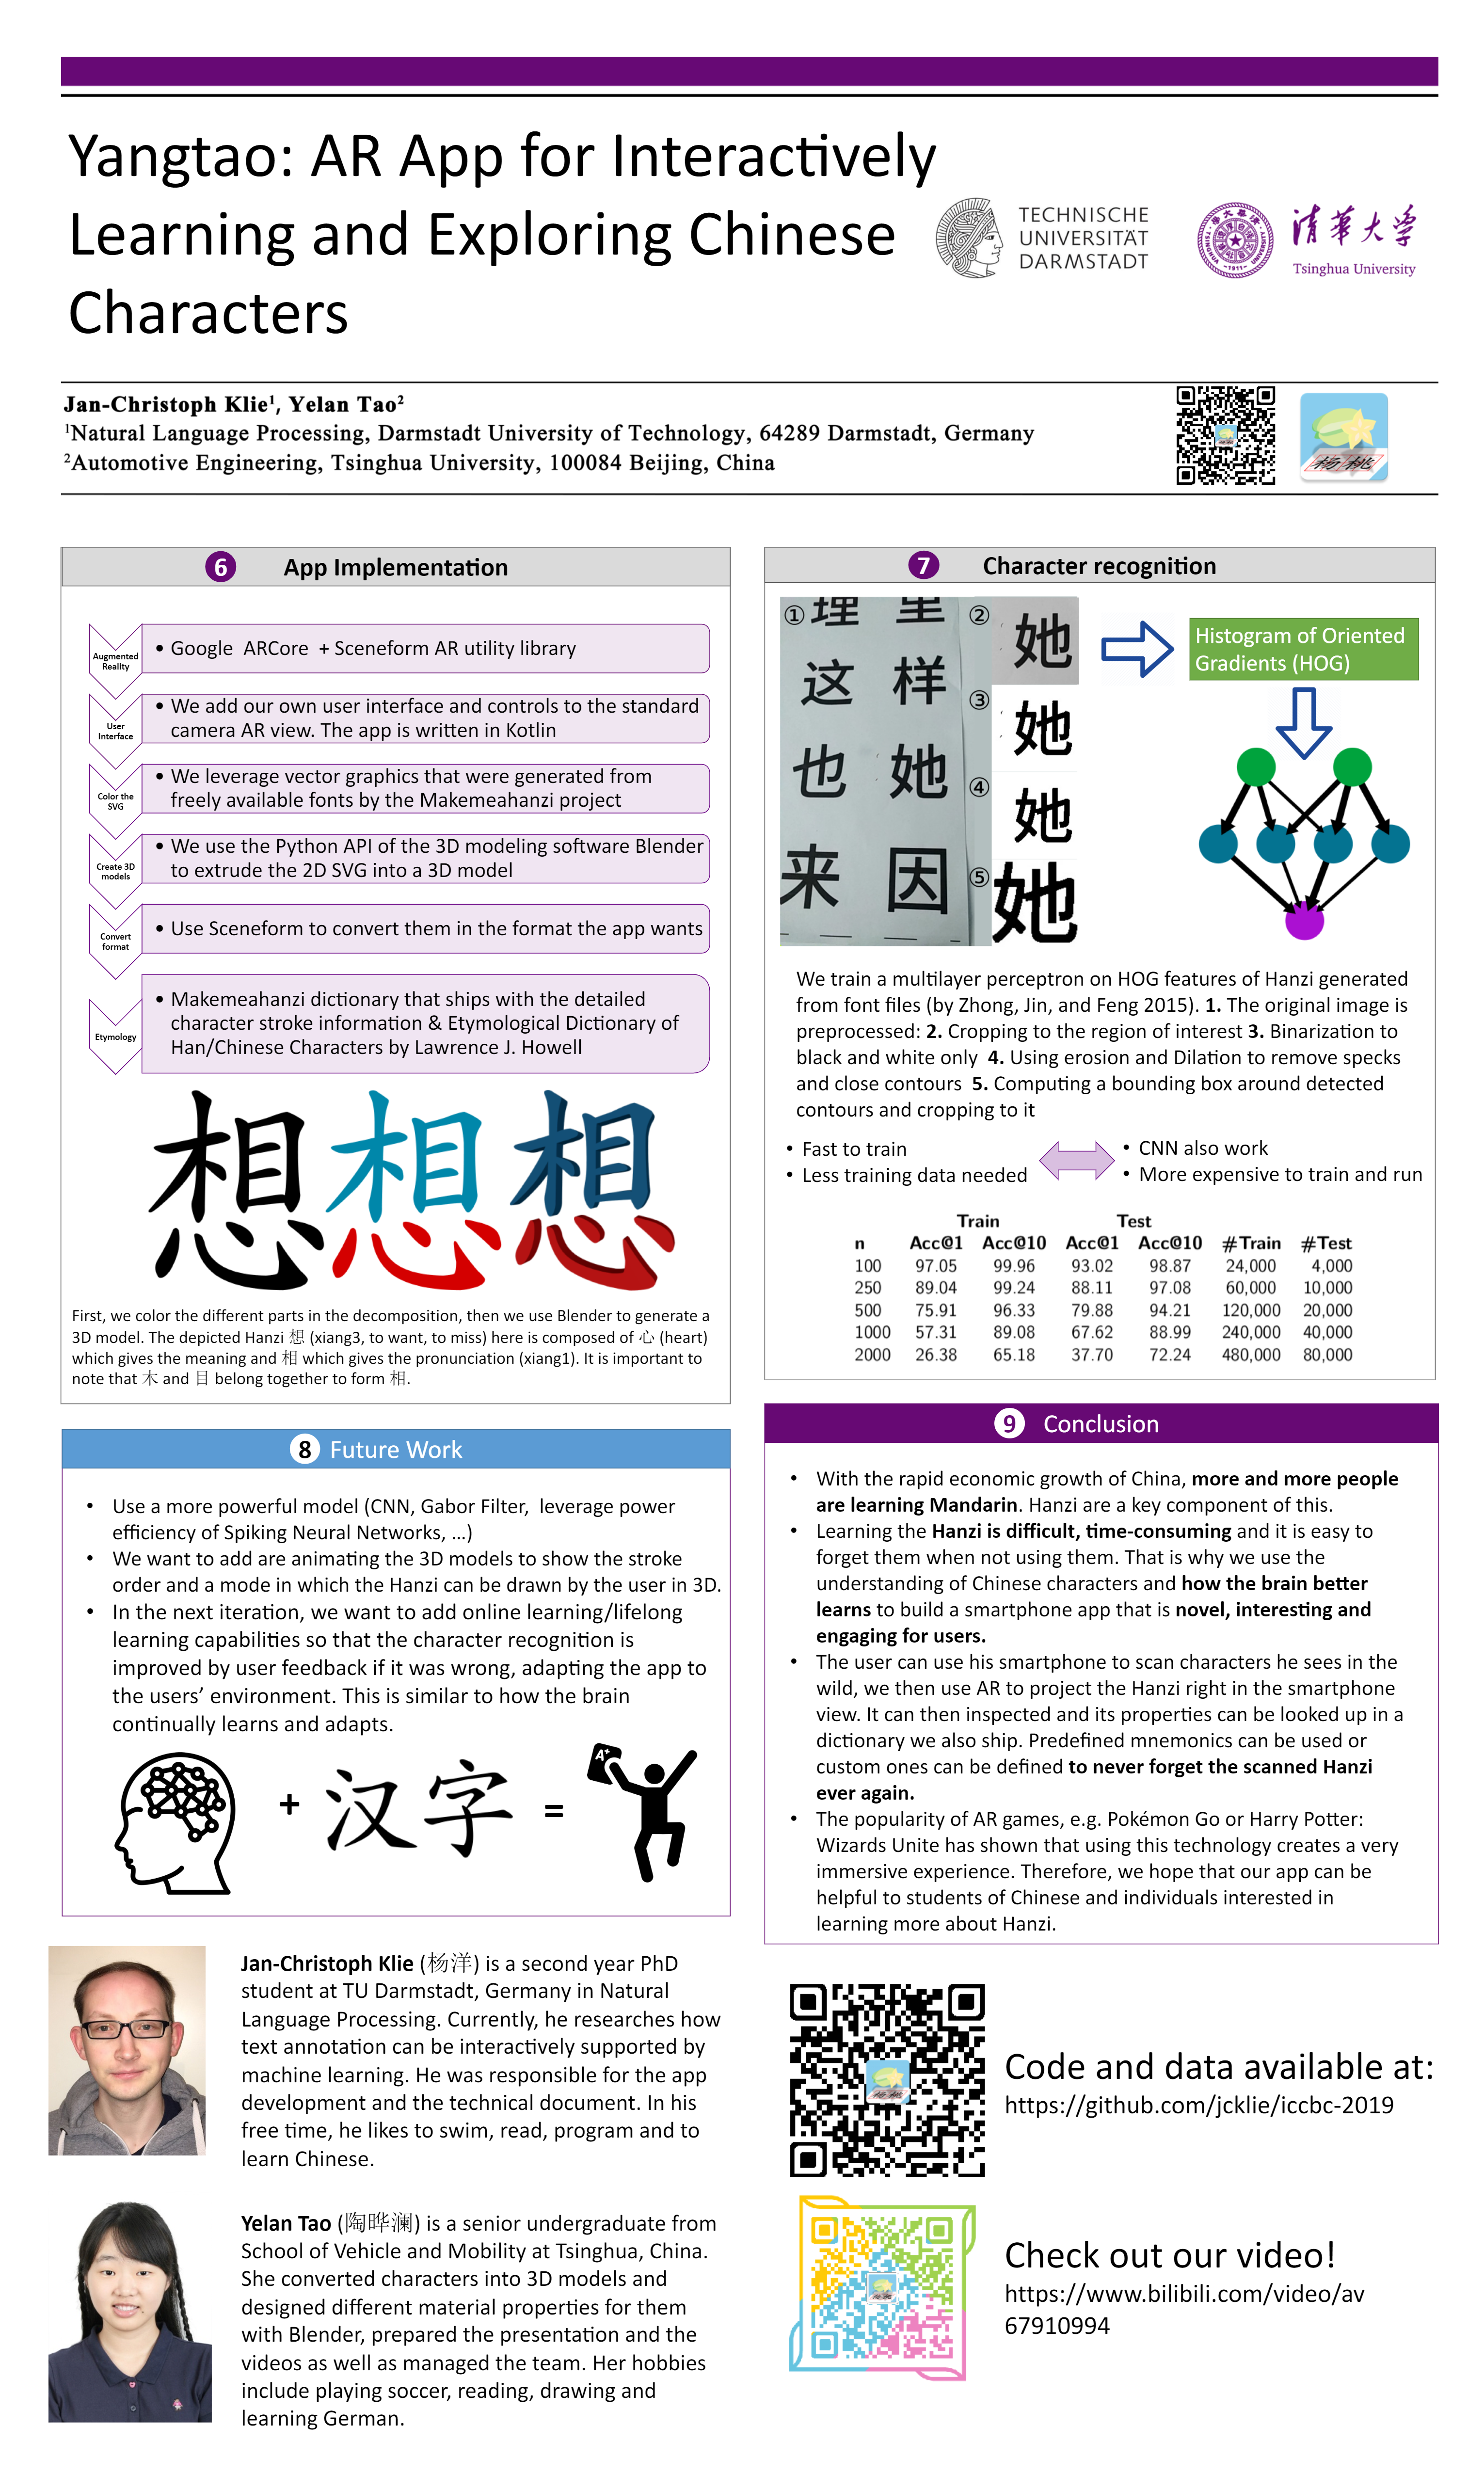 Yangtao: AR App for Interactively
Learning and Exploring Chinese
Characters
TECHNISCHE
UNIVERSITÄT
DARMSTADT
清華大学
Tsinghua University
Jan-Christoph Klie¹, Yelan Tao²
¹Natural Language Processing, Darmstadt University of Technology, 64289 Darmstadt, Germany
²Automotive Engineering, Tsinghua University, 100084 Beijing, China
杨桃
6 App Implementation
Augmented
Reality
• Google ARCore + Sceneform AR utility library
User
Interface
• We add our own user interface and controls to the standard
camera AR view. The app is written in Kotlin
Color the
SVG
• We leverage vector graphics that were generated from
freely available fonts by the Makemeahanzi project
Create 3D
models
• We use the Python API of the 3D modeling software Blender
to extrude the 2D SVG into a 3D model
Convert
format
• Use Sceneform to convert them in the format the app wants
Etymology
• Makemeahanzi dictionary that ships with the detailed
character stroke information & Etymological Dictionary of
Han/Chinese Characters by Lawrence J. Howell
想 想 想
First, we color the different parts in the decomposition, then we use Blender to generate a
3D model. The depicted Hanzi 想 (xiang3, to want, to miss) here is composed of 心 (heart)
which gives the meaning and 相 which gives the pronunciation (xiang1). It is important to
note that 木 and 目 belong together to form 相.
7 Character recognition
① 理 里
这 样
也 她
来 因
② 她
③ 她
④ 她
⑤ 她
Histogram of Oriented
Gradients (HOG)
We train a multilayer perceptron on HOG features of Hanzi generated
from font files (by Zhong, Jin, and Feng 2015). 1. The original image is
preprocessed: 2. Cropping to the region of interest 3. Binarization to
black and white only 4. Using erosion and Dilation to remove specks
and close contours 5. Computing a bounding box around detected
contours and cropping to it
• Fast to train
• Less training data needed
• CNN also work
• More expensive to train and run
Train Test
n Acc@1 Acc@10 Acc@1 Acc@10 #Train #Test
100 97.05 99.96 93.02 98.87 24,000 4,000
250 89.04 99.24 88.11 97.08 60,000 10,000
500 75.91 96.33 79.88 94.21 120,000 20,000
1000 57.31 89.08 67.62 88.99 240,000 40,000
2000 26.38 65.18 37.70 72.24 480,000 80,000
8 Future Work
• Use a more powerful model (CNN, Gabor Filter, leverage power
efficiency of Spiking Neural Networks, ...)
• We want to add are animating the 3D models to show the stroke
order and a mode in which the Hanzi can be drawn by the user in 3D.
• In the next iteration, we want to add online learning/lifelong
learning capabilities so that the character recognition is
improved by user feedback if it was wrong, adapting the app to
the users’ environment. This is similar to how the brain
continually learns and adapts.
+ 汉字 =
A+
9 Conclusion
• With the rapid economic growth of China, more and more people
are learning Mandarin. Hanzi are a key component of this.
• Learning the Hanzi is difficult, time-consuming and it is easy to
forget them when not using them. That is why we use the
understanding of Chinese characters and how the brain better
learns to build a smartphone app that is novel, interesting and
engaging for users.
• The user can use his smartphone to scan characters he sees in the
wild, we then use AR to project the Hanzi right in the smartphone
view. It can then inspected and its properties can be looked up in a
dictionary we also ship. Predefined mnemonics can be used or
custom ones can be defined to never forget the scanned Hanzi
ever again.
• The popularity of AR games, e.g. Pokémon Go or Harry Potter:
Wizards Unite has shown that using this technology creates a very
immersive experience. Therefore, we hope that our app can be
helpful to students of Chinese and individuals interested in
learning more about Hanzi.
Jan-Christoph Klie (杨洋) is a second year PhD
student at TU Darmstadt, Germany in Natural
Language Processing. Currently, he researches how
text annotation can be interactively supported by
machine learning. He was responsible for the app
development and the technical document. In his
free time, he likes to swim, read, program and to
learn Chinese.
Yelan Tao (陶晔澜) is a senior undergraduate from
School of Vehicle and Mobility at Tsinghua, China.
She converted characters into 3D models and
designed different material properties for them
with Blender, prepared the presentation and the
videos as well as managed the team. Her hobbies
include playing soccer, reading, drawing and
learning German.
Code and data available at:
https://github.com/jcklie/iccbc-2019
Check out our video!
https://www.bilibili.com/video/av
67910994